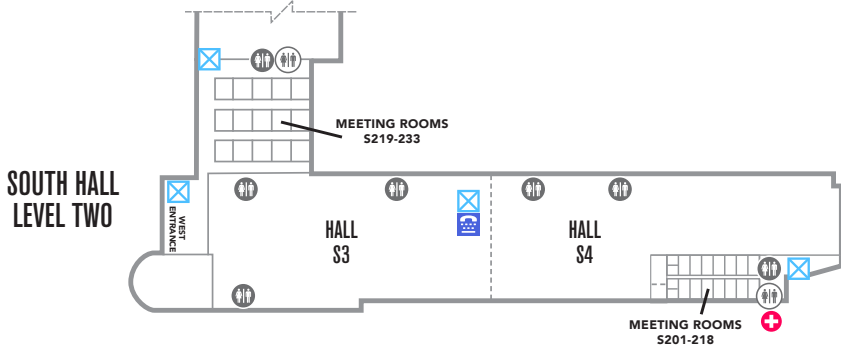 MEETING ROOMS
S219-233
SOUTH HALL
LEVEL TWO
WEST
ENTRANCE
HALL
S3
HALL
S4
MEETING ROOMS
S201-218